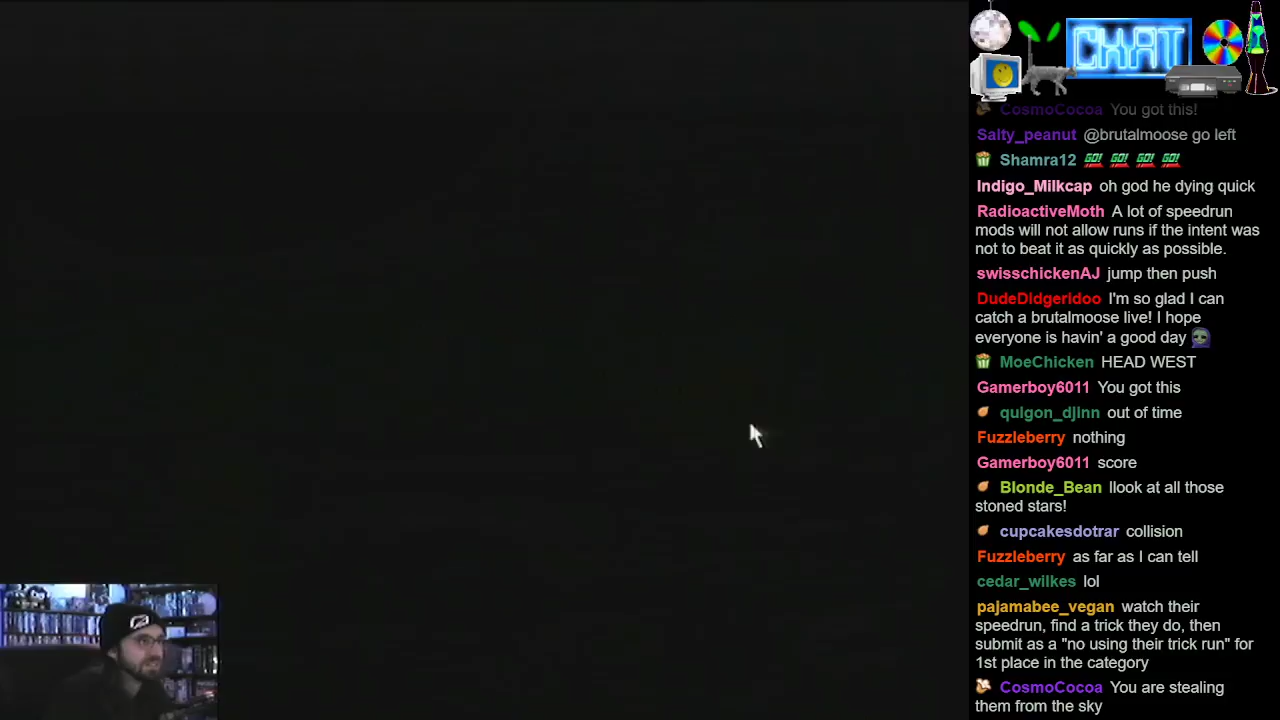 CHAT
CosmoCocoa You got this!
Salty_peanut @brutalmoose go left
Shamra12 GO! GO! GO! GO!
Indigo_Milkcap oh god he dying quick
RadioactiveMoth A lot of speedrun
mods will not allow runs if the intent was
not to beat it as quickly as possible.
swisschickenAJ jump then push
DudeDidgeridoo I'm so glad I can
catch a brutalmoose live! I hope
everyone is havin' a good day
MoeChicken HEAD WEST
Gamerboy6011 You got this
quigon_djinn out of time
Fuzzleberry nothing
Gamerboy6011 score
Blonde_Bean llook at all those
stoned stars!
cupcakesdotrar collision
Fuzzleberry as far as I can tell
cedar_wilkes lol
pajamabee_vegan watch their
speedrun, find a trick they do, then
submit as a "no using their trick run" for
1st place in the category
CosmoCocoa You are stealing
them from the sky